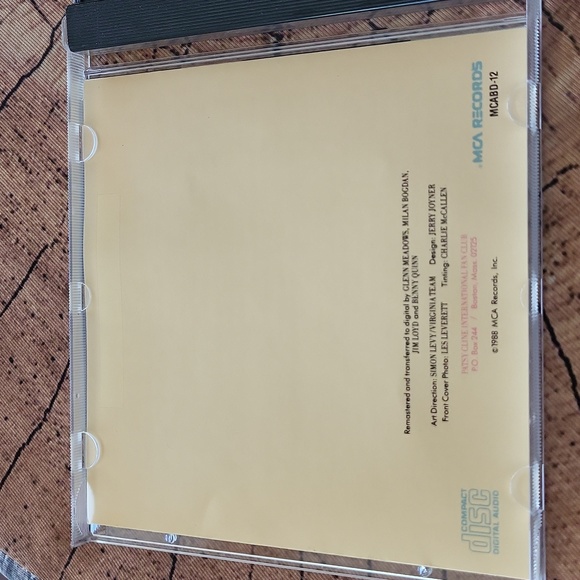 Remastered and transferred to digital by GLENN MEADOWS, MILAN BOGDAN,
JIM LOYD and BENNY QUINN
Art Direction: SIMON LEVY/VIRGINIA TEAM Design: JERRY JOYNER
Front Cover Photo: LES LEVERETT Tinting: CHARLIE McCALLEN
PATSY CLINE INTERNATIONAL FAN CLUB
P.O. Box 244 / Boston, Mass. 02125
© 1988 MCA Records, Inc.
COMPACT
disc
DIGITAL AUDIO
MCA RECORDS
MCABD-12